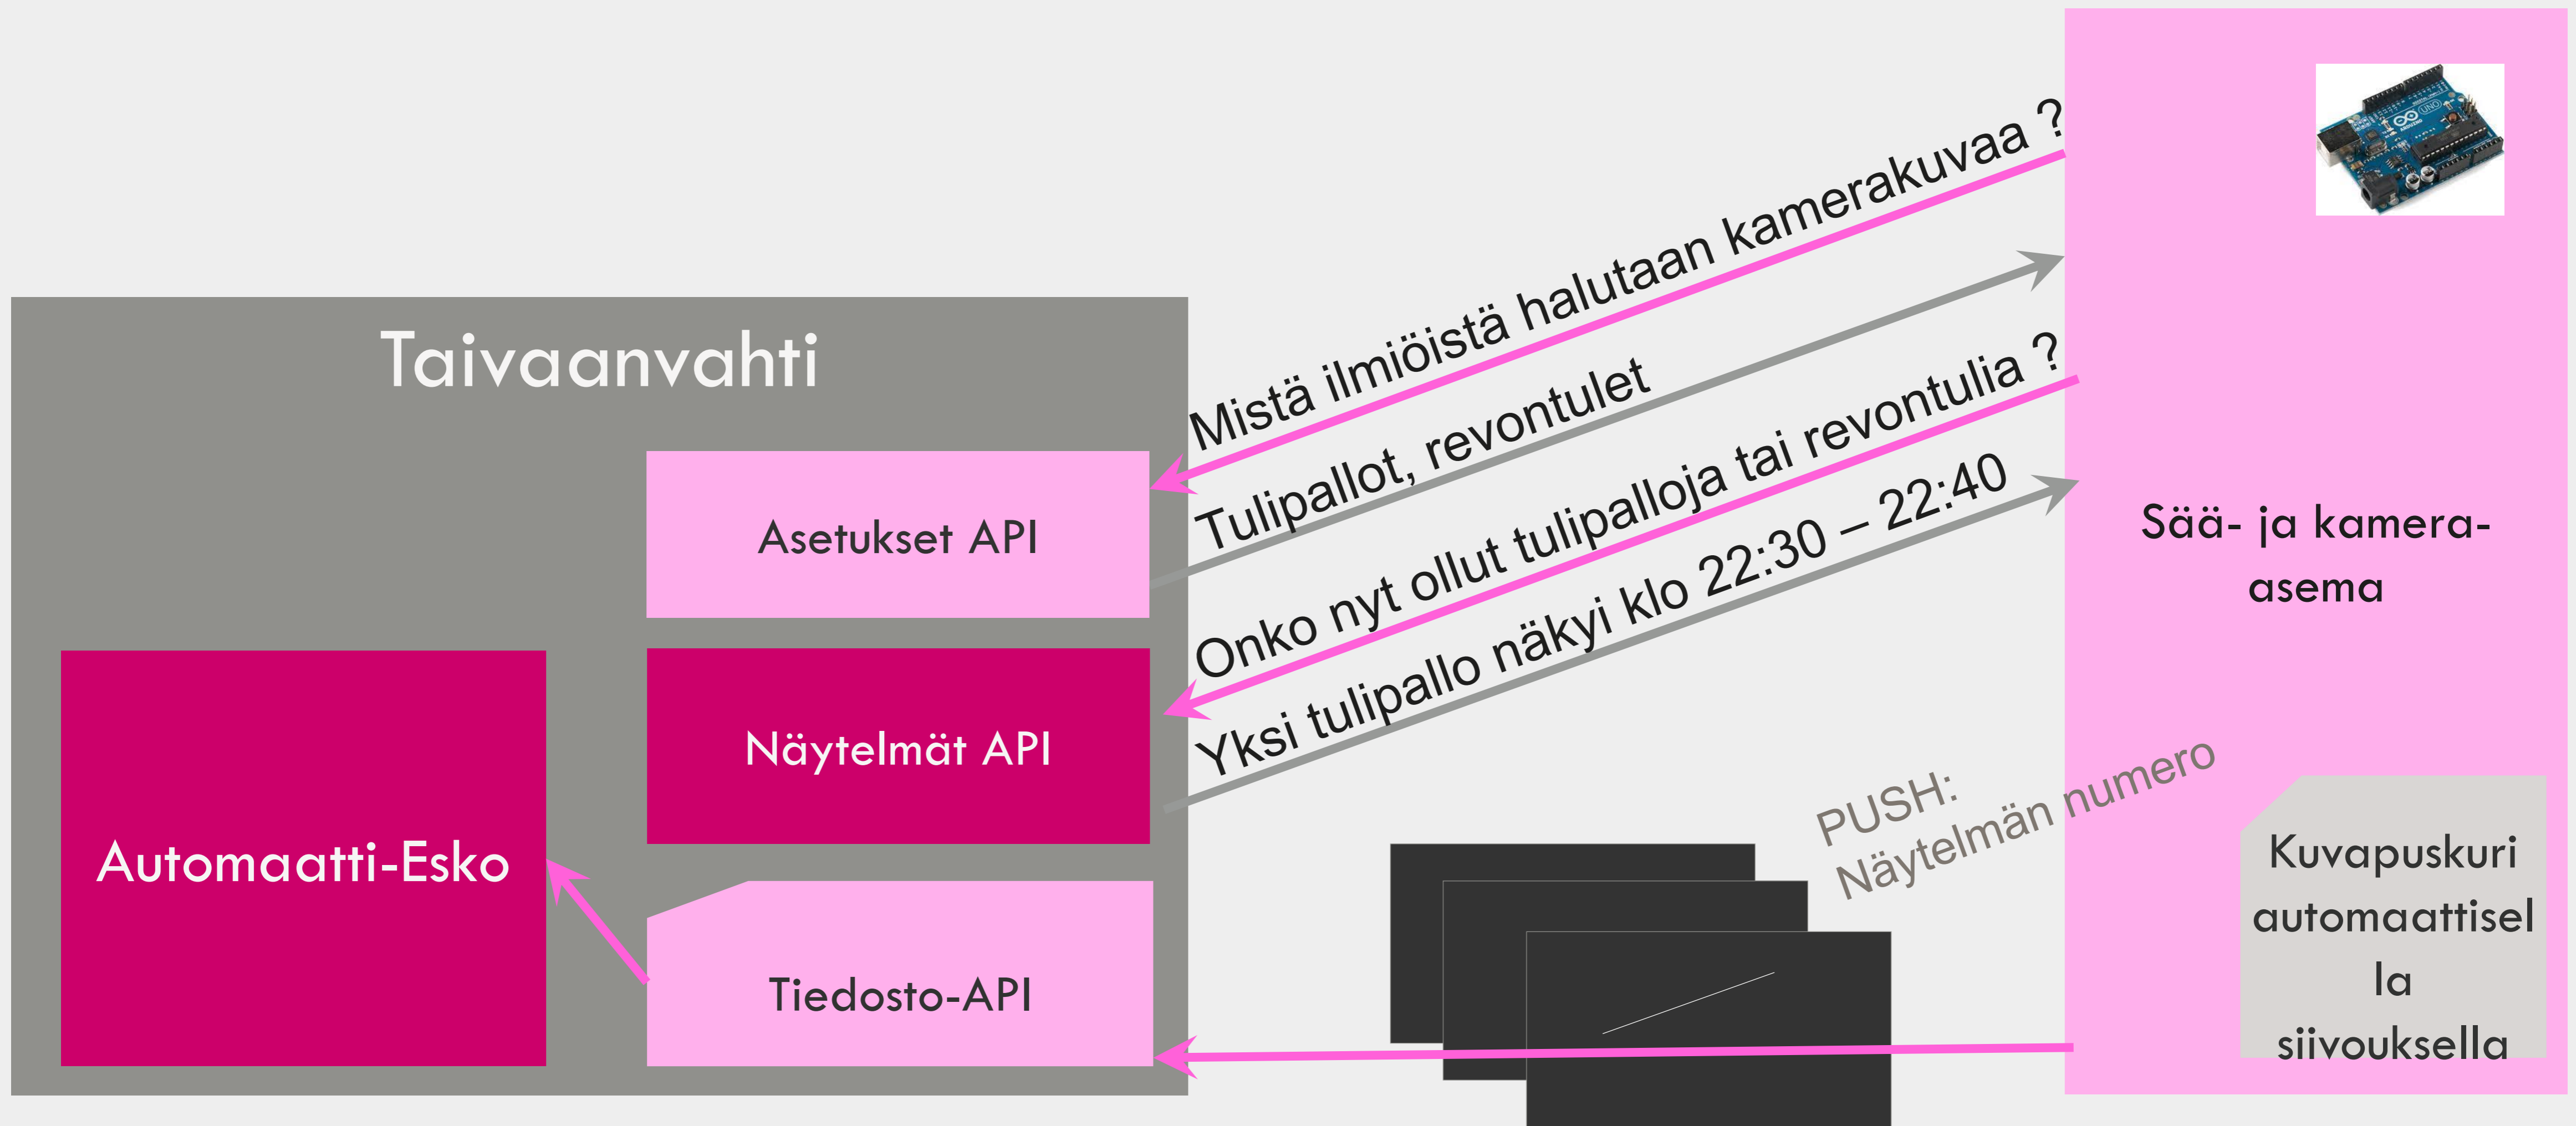 Mistä ilmiöistä halutaan kamerakuvaa ?
Tulipallot, revontulet
Onko nyt ollut tulipalloja tai revontulia ?
Yksi tulipallo näkyi klo 22:30 – 22:40
Taivaanvahti
Asetukset API
Näytelmät API
Automaatti-Esko
Tiedosto-API
PUSH:
Näytelmän numero
UNO
ARDUINO
Sää- ja kamera-
asema
Kuvapuskuri
automaattisel
la
siivouksella